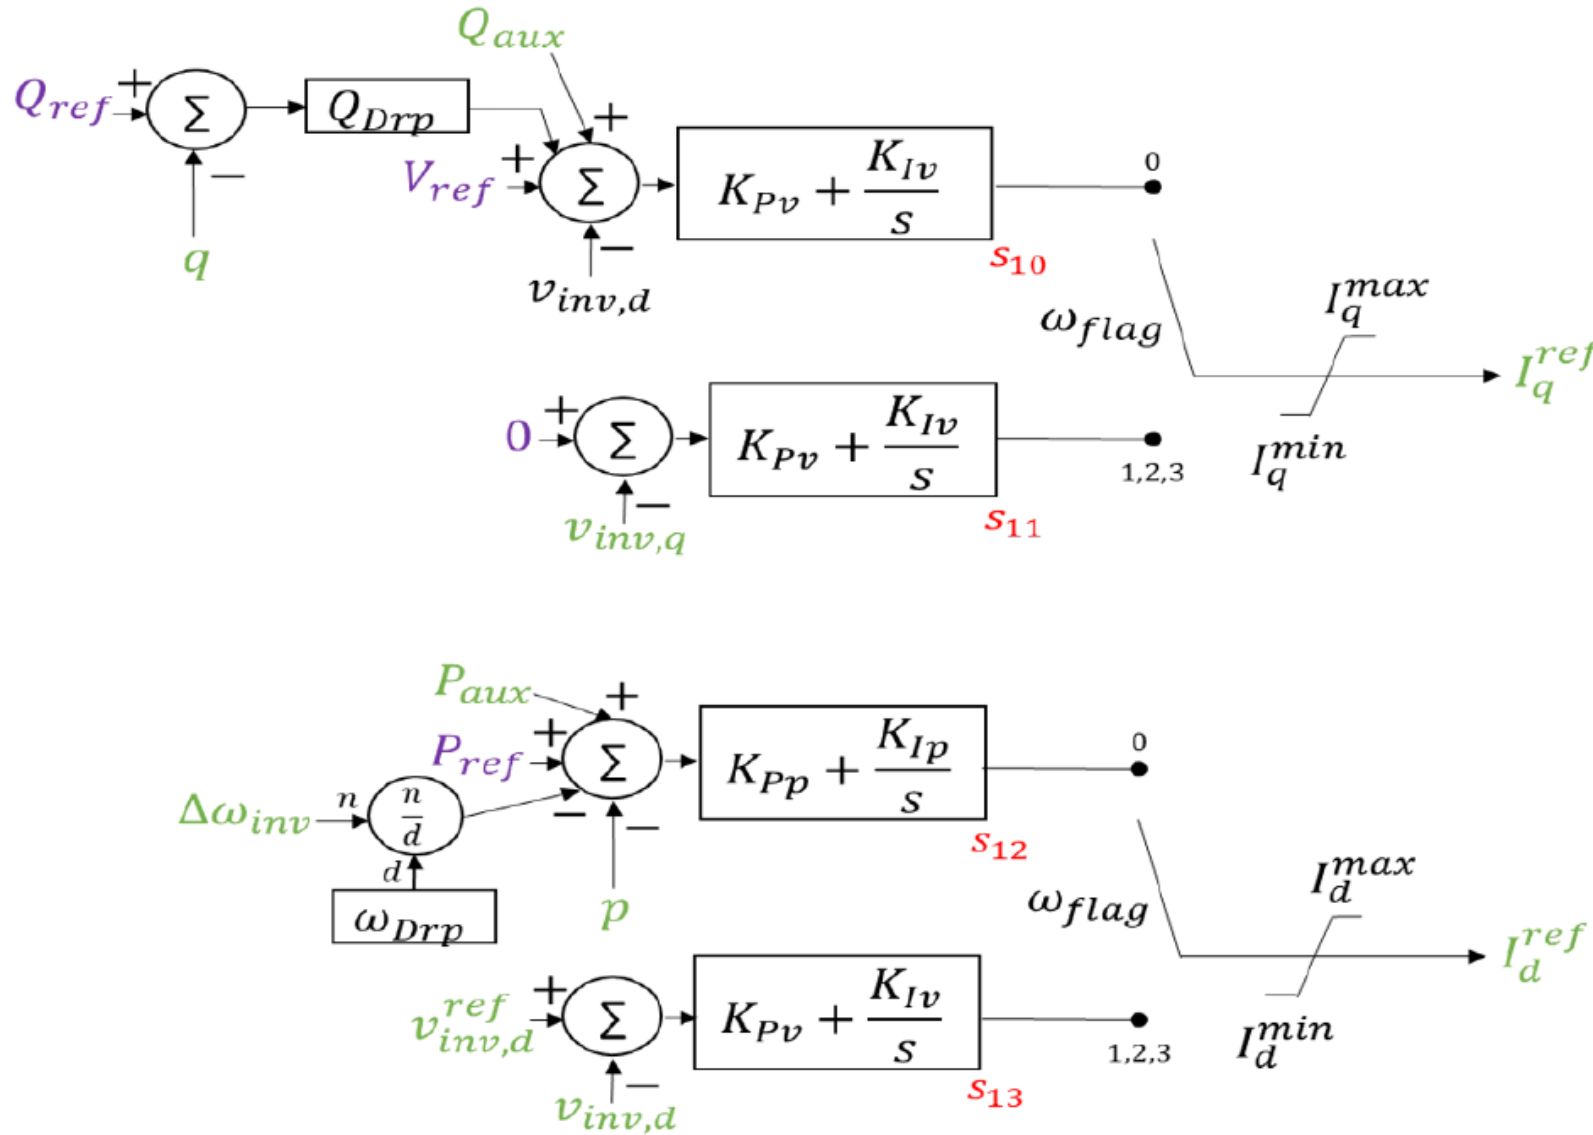 Q_aux
Q_ref + Σ − q
Q_Drp
V_ref + + Σ − v_inv,d
K_Pv + K_Iv/s
s_10
0
ω_flag
I_q^max
I_q^min
I_q^ref
0 + Σ − v_inv,q
K_Pv + K_Iv/s
s_11
1,2,3
P_aux +
P_ref + Σ − − p
Δω_inv n n/d d
ω_Drp
K_Pp + K_Ip/s
s_12
0
ω_flag
I_d^max
I_d^min
I_d^ref
v_inv,d^ref + Σ − v_inv,d
K_Pv + K_Iv/s
s_13
1,2,3